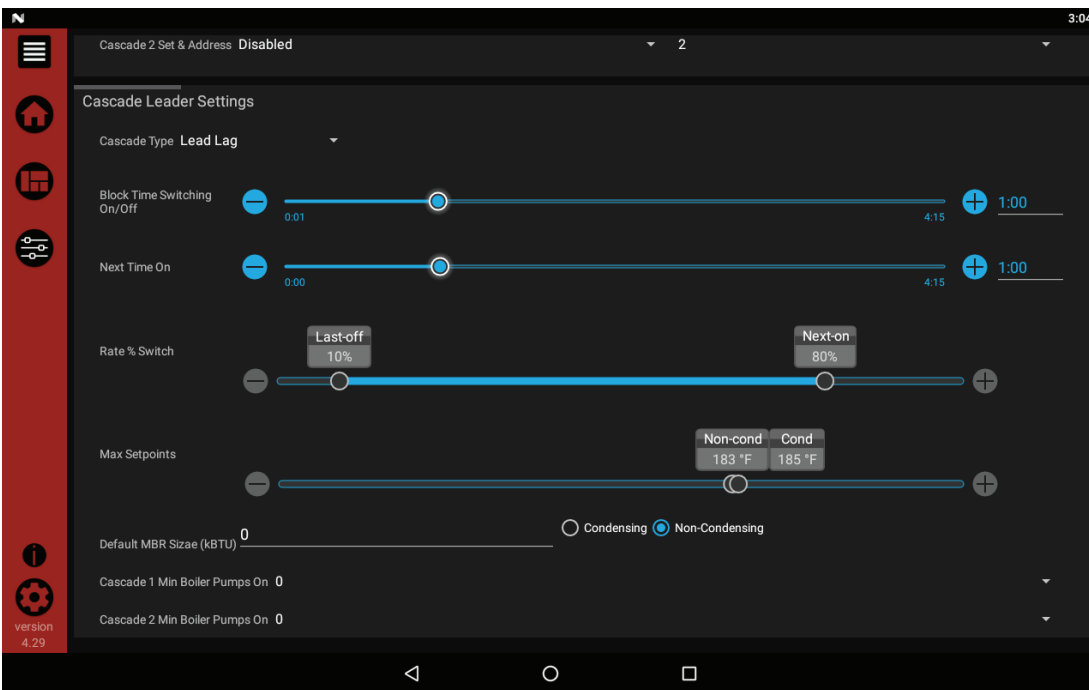 3:04
Cascade 2 Set & Address Disabled 2
Cascade Leader Settings
Cascade Type Lead Lag
Block Time Switching
On/Off
0:01
4:15
1:00
Next Time On
0:00
4:15
1:00
Rate % Switch
Last-off
10%
Next-on
80%
Max Setpoints
Non-cond
183 °F
Cond
185 °F
Default MBR Sizae (kBTU) 0
Condensing
Non-Condensing
Cascade 1 Min Boiler Pumps On 0
Cascade 2 Min Boiler Pumps On 0
version
4.29